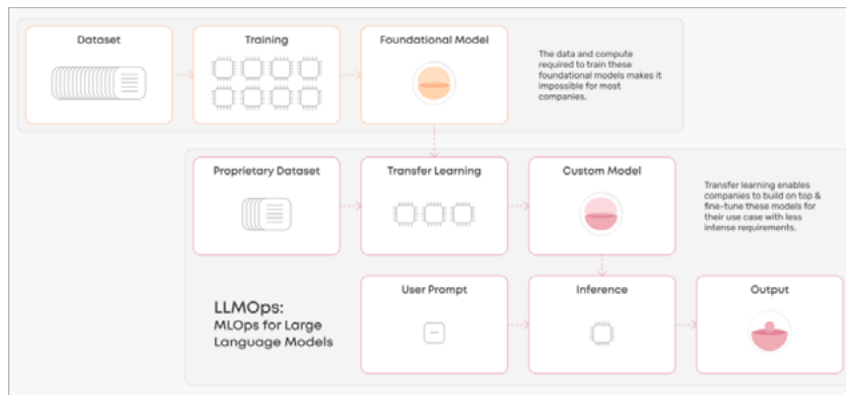 Dataset
Training
Foundational Model
The data and compute
required to train these
foundational models makes it
impossible for most
companies.
Proprietary Dataset
Transfer Learning
Custom Model
Transfer learning enables
companies to build on top &
fine-tune these models for
their use case with less
intense requirements.
LLMOps:
MLOps for Large
Language Models
User Prompt
Inference
Output